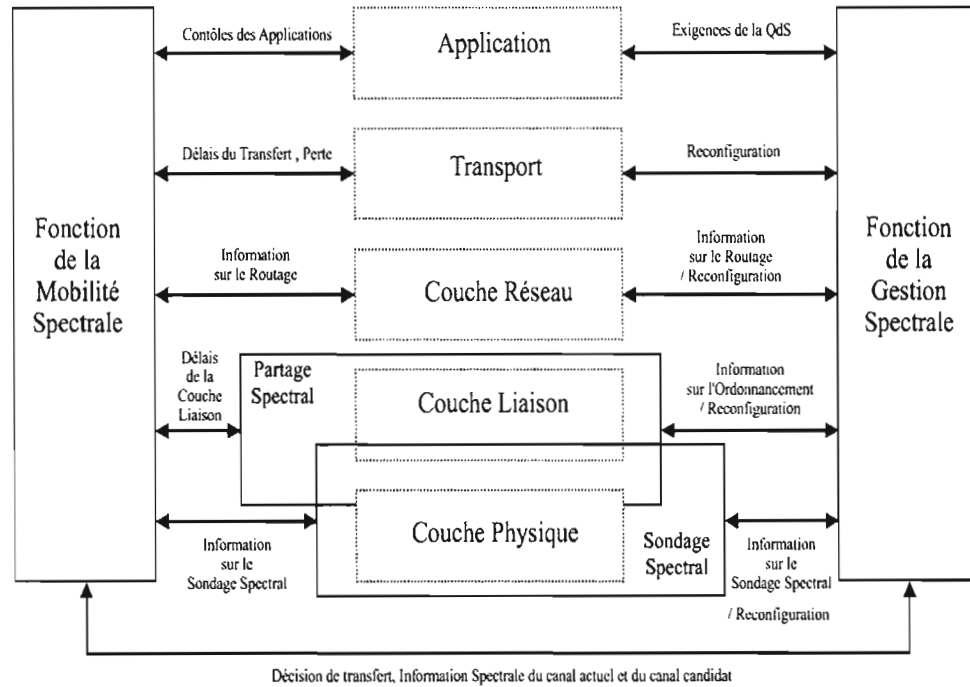 Contôles des Applications
Application
Exigences de la QdS
Délais du Transfert , Perte
Transport
Reconfiguration
Fonction
de la
Mobilité
Spectrale
Information
sur le Routage
Couche Réseau
Information
sur le Routage
/ Reconfiguration
Fonction
de la
Gestion
Spectrale
Délais
de la
Couche
Liaison
Partage
Spectral
Couche Liaison
Information
sur l'Ordonnancement
/ Reconfiguration
Information
sur le
Sondage Spectral
Couche Physique
Sondage
Spectral
Information
sur le
Sondage Spectral
/ Reconfiguration
Décision de transfert, Information Spectrale du canal actuel et du canal candidat